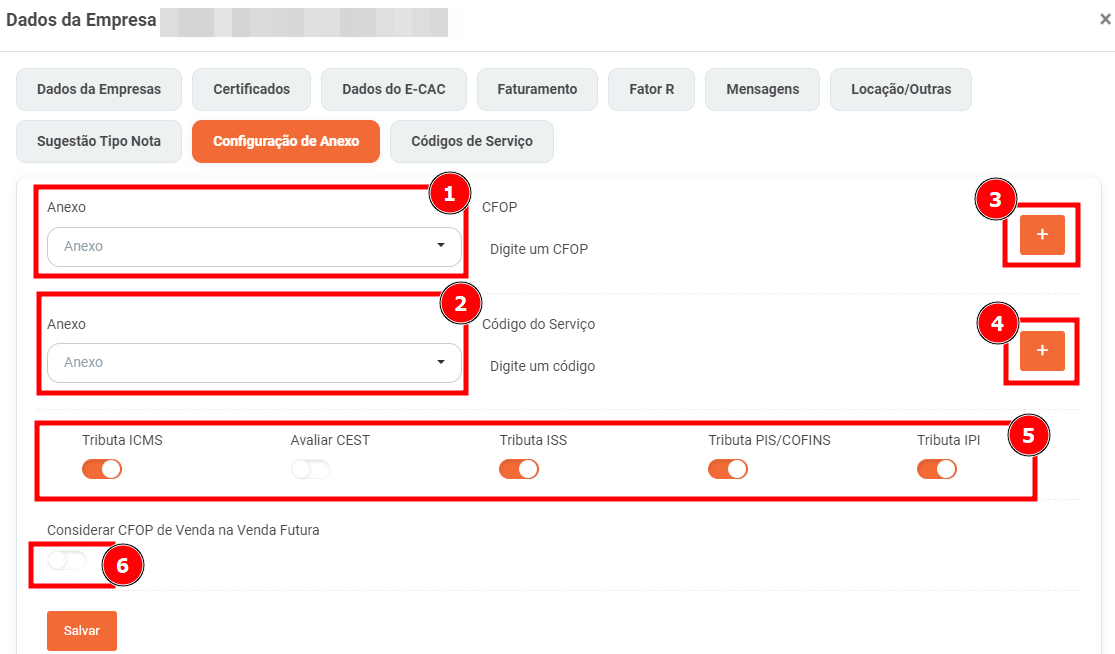 Dados da Empresa
×
Dados da Empresas Certificados Dados do E-CAC Faturamento Fator R Mensagens Locação/Outras
Sugestão Tipo Nota Configuração de Anexo Códigos de Serviço
1
3
Anexo CFOP
Anexo Digite um CFOP +
2
4
Anexo Código do Serviço
Anexo Digite um código +
5
Tributa ICMS Avaliar CEST Tributa ISS Tributa PIS/COFINS Tributa IPI
Considerar CFOP de Venda na Venda Futura
6
Salvar